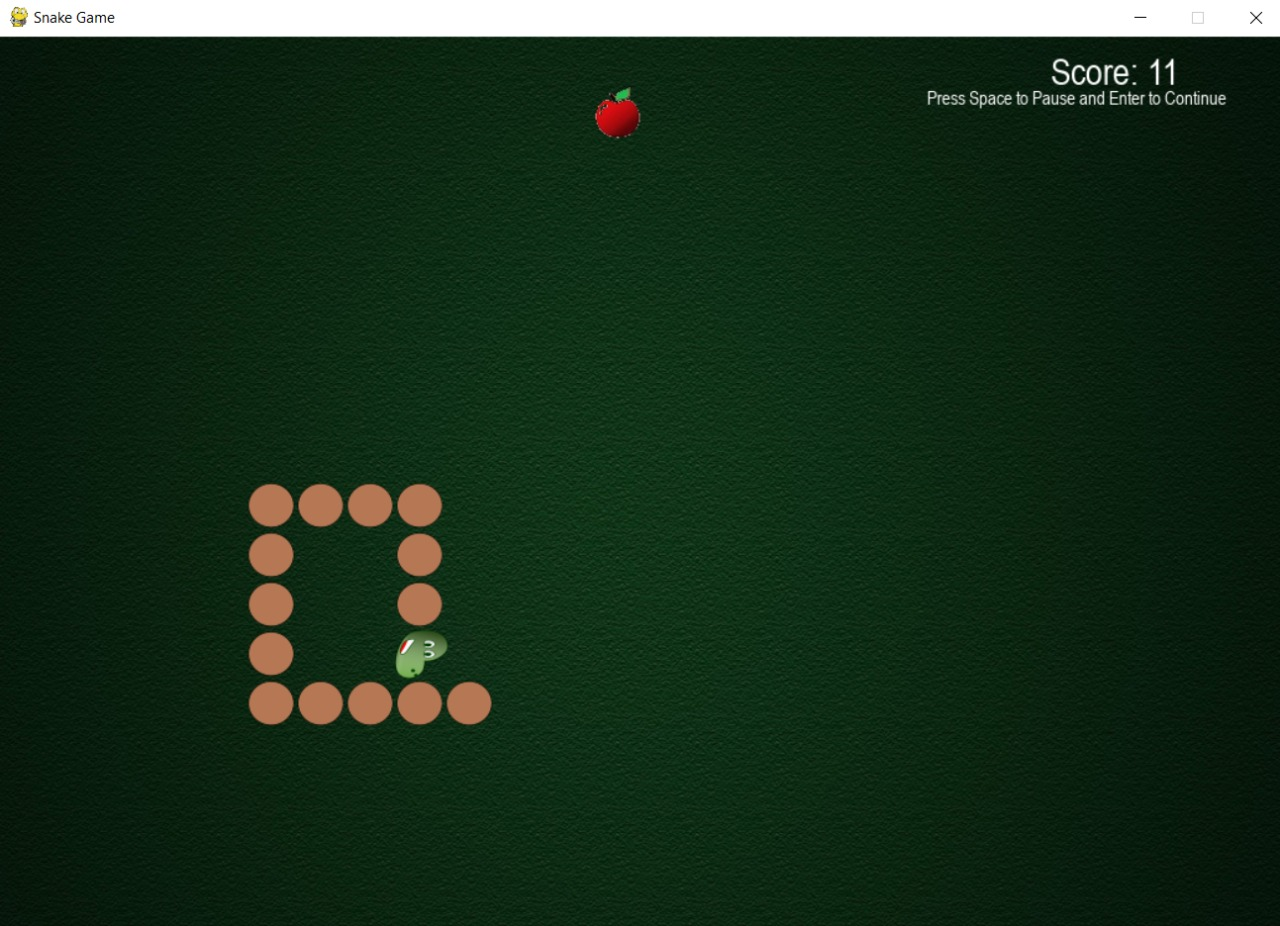 Snake Game
Score: 11
Press Space to Pause and Enter to Continue